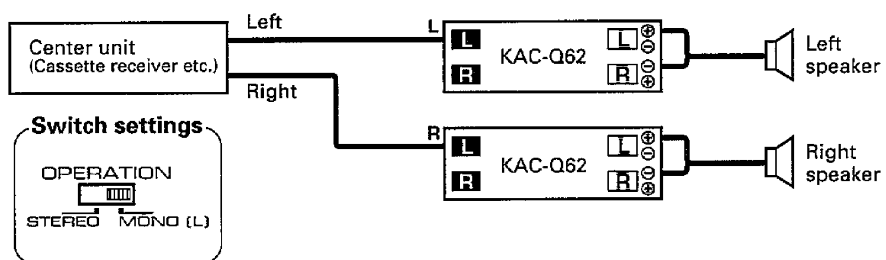 Left
Center unit
(Cassette receiver etc.)
Right
L
L
R
KAC-Q62
L ⊕
⊖
R ⊖
⊕
Left
speaker
R
L
R
KAC-Q62
L ⊕
⊖
R ⊖
⊕
Right
speaker
Switch settings
OPERATION
STEREO MONO (L)